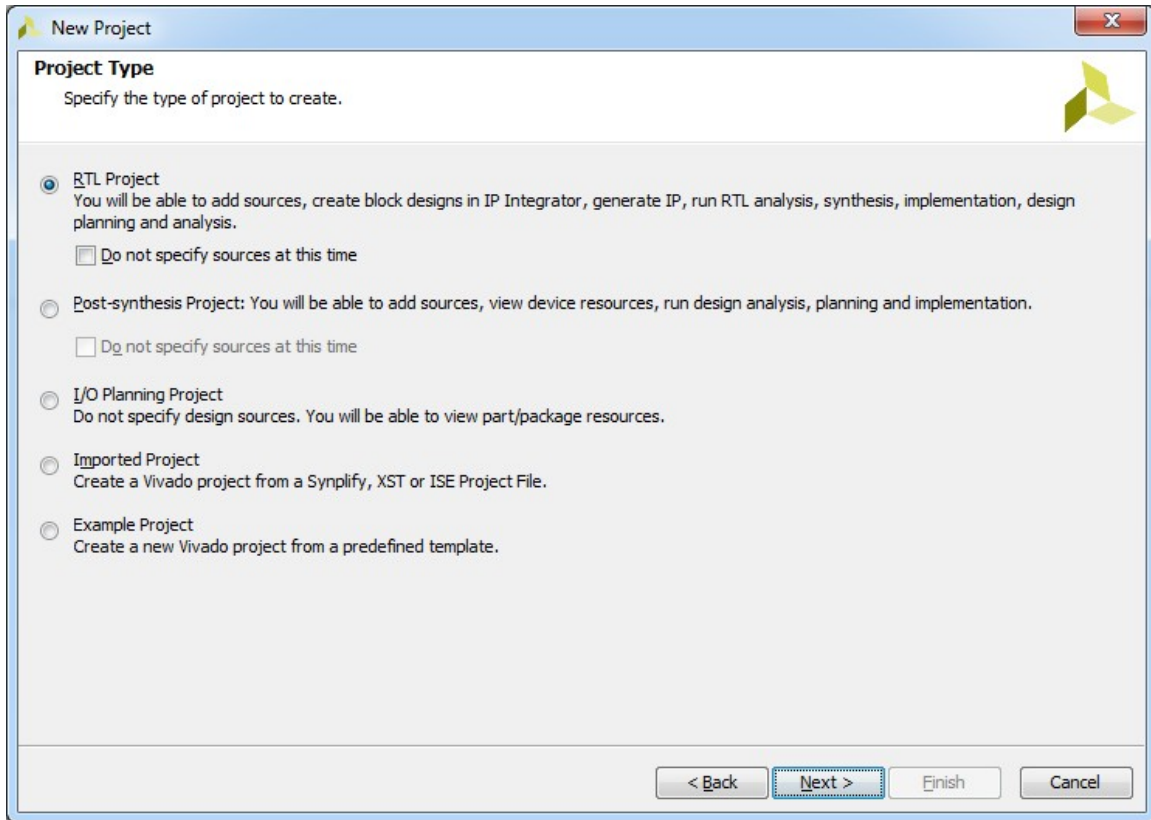 New Project
Project Type
Specify the type of project to create.
RTL Project
You will be able to add sources, create block designs in IP Integrator, generate IP, run RTL analysis, synthesis, implementation, design
planning and analysis.
Do not specify sources at this time
Post-synthesis Project: You will be able to add sources, view device resources, run design analysis, planning and implementation.
Do not specify sources at this time
I/O Planning Project
Do not specify design sources. You will be able to view part/package resources.
Imported Project
Create a Vivado project from a Synplify, XST or ISE Project File.
Example Project
Create a new Vivado project from a predefined template.
< Back Next > Finish Cancel